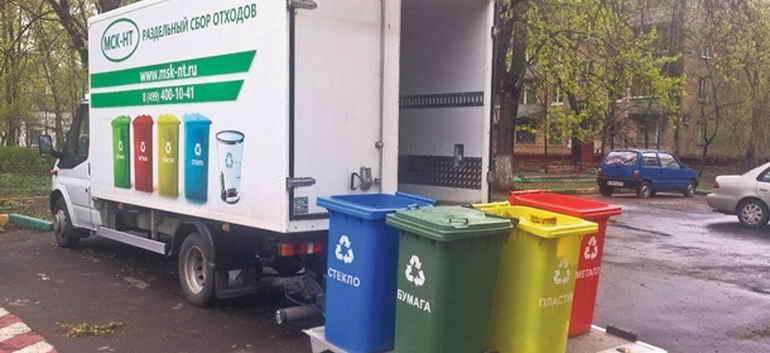 МСК-НТ
РАЗДЕЛЬНЫЙ СБОР ОТХОДОВ
www.msk-nt.ru
8 (499) 400-10-41
СТЕКЛО
БУМАГА
ПЛАСТИК
МЕТАЛЛ